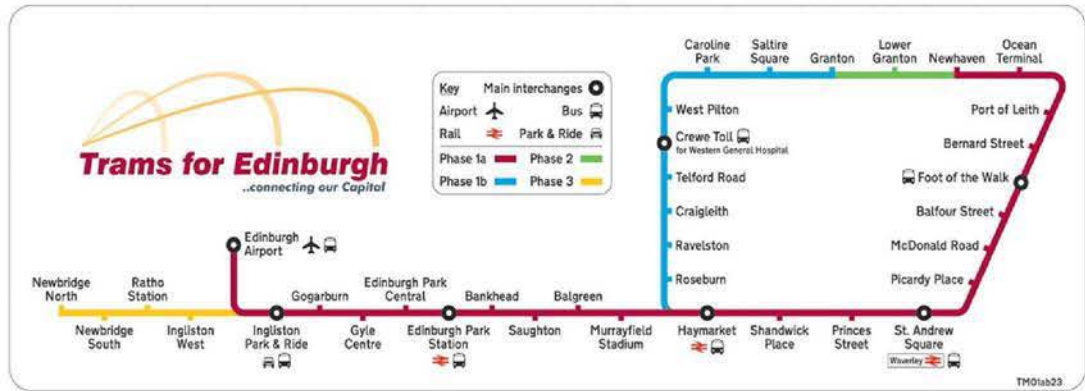 Trams for Edinburgh
..connecting our Capital
Key Main interchanges
Airport Bus
Rail Park & Ride
Phase 1a Phase 2
Phase 1b Phase 3
Caroline
Park
Saltire
Square
Granton
Lower
Granton
Newhaven
Ocean
Terminal
West Pilton
Crewe Toll
for Western General Hospital
Telford Road
Craigleith
Ravelston
Roseburn
Port of Leith
Bernard Street
Foot of the Walk
Balfour Street
McDonald Road
Picardy Place
Edinburgh
Airport
Newbridge
North
Newbridge
South
Ratho
Station
Ingliston
West
Ingliston
Park & Ride
Gogarburn
Gyle
Centre
Edinburgh Park
Central
Edinburgh Park
Station
Bankhead
Saughton
Balgreen
Murrayfield
Stadium
Haymarket
Shandwick
Place
Princes
Street
St. Andrew
Square
Waverley
TM01ab23